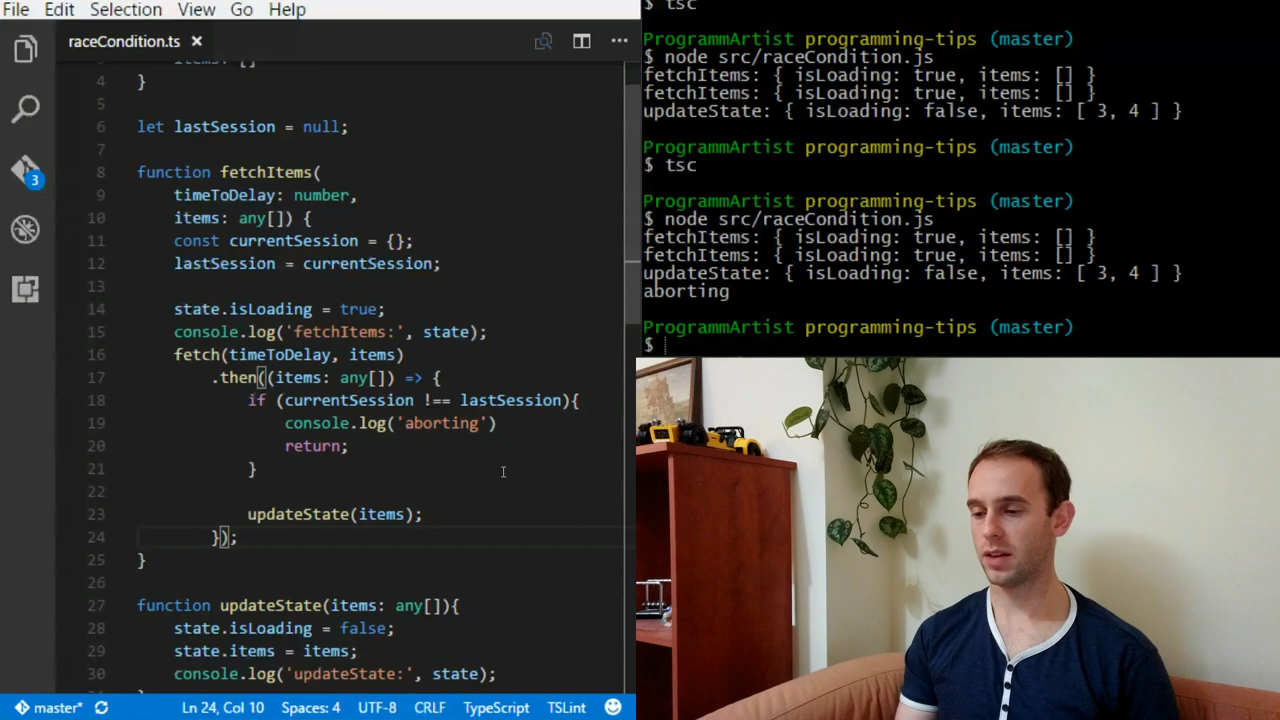 File Edit Selection View Go Help
raceCondition.ts
3
4 }
5
6 let lastSession = null;
7
8 function fetchItems(
9 timeToDelay: number,
10 items: any[]) {
11 const currentSession = {};
12 lastSession = currentSession;
13
14 state.isLoading = true;
15 console.log('fetchItems:', state);
16 fetch(timeToDelay, items)
17 .then((items: any[]) => {
18 if (currentSession !== lastSession){
19 console.log('aborting')
20 return;
21 }
22
23 updateState(items);
24 });
25 }
26
27 function updateState(items: any[]){
28 state.isLoading = false;
29 state.items = items;
30 console.log('updateState:', state);
master* Ln 24, Col 10 Spaces: 4 UTF-8 CRLF TypeScript TSLint
$ tsc
ProgrammArtist programming-tips (master)
$ node src/raceCondition.js
fetchItems: { isLoading: true, items: [] }
fetchItems: { isLoading: true, items: [] }
updateState: { isLoading: false, items: [ 3, 4 ] }
ProgrammArtist programming-tips (master)
$ tsc
ProgrammArtist programming-tips (master)
$ node src/raceCondition.js
fetchItems: { isLoading: true, items: [] }
fetchItems: { isLoading: true, items: [] }
updateState: { isLoading: false, items: [ 3, 4 ] }
aborting
ProgrammArtist programming-tips (master)
$